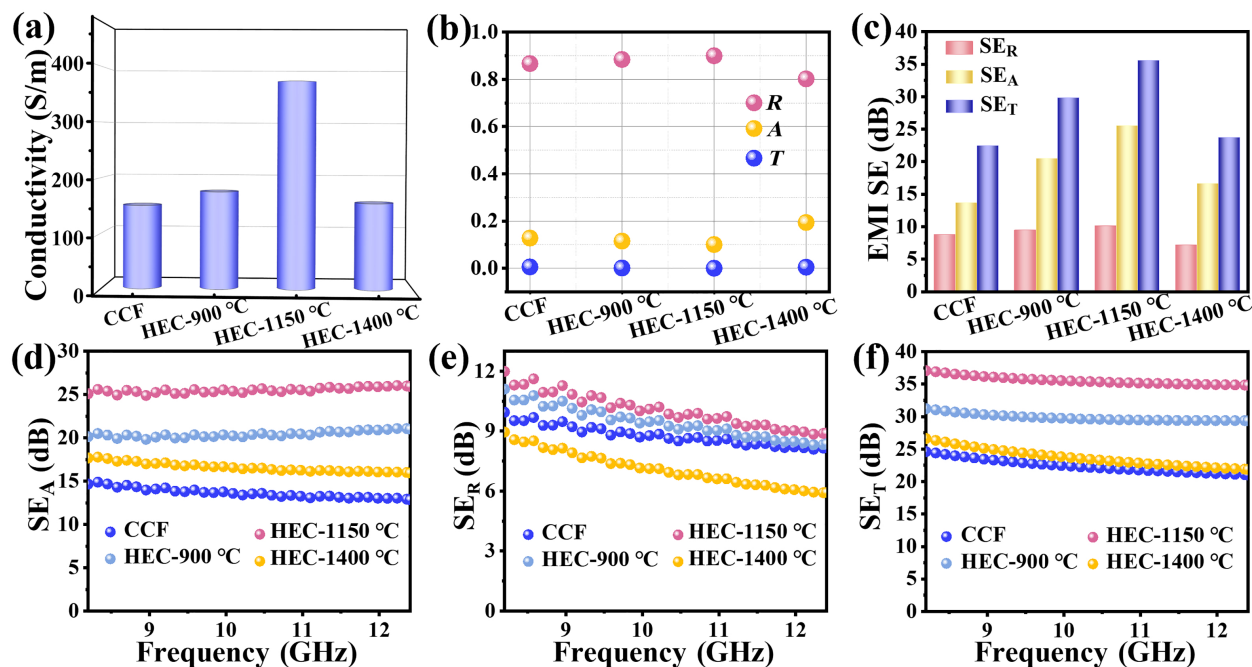 (a)
Conductivity (S/m)
400
300
200
100
0
CCF
HEC-900 ℃
HEC-1150 ℃
HEC-1400 ℃
(b)
1.0
0.8
0.6
0.4
0.2
0.0
R
A
T
CCF
HEC-900 ℃
HEC-1150 ℃
HEC-1400 ℃
(c)
EMI SE (dB)
40
35
30
25
20
15
10
5
0
SE_R
SE_A
SE_T
CCF
HEC-900 ℃
HEC-1150 ℃
HEC-1400 ℃
(d)
SE_A (dB)
30
25
20
15
10
5
0
CCF
HEC-900 ℃
HEC-1150 ℃
HEC-1400 ℃
9 10 11 12
Frequency (GHz)
(e)
SE_R (dB)
12
9
6
3
0
CCF
HEC-900 ℃
HEC-1150 ℃
HEC-1400 ℃
9 10 11 12
Frequency (GHz)
(f)
SE_T (dB)
40
35
30
25
20
15
10
5
0
CCF
HEC-900 ℃
HEC-1150 ℃
HEC-1400 ℃
9 10 11 12
Frequency (GHz)